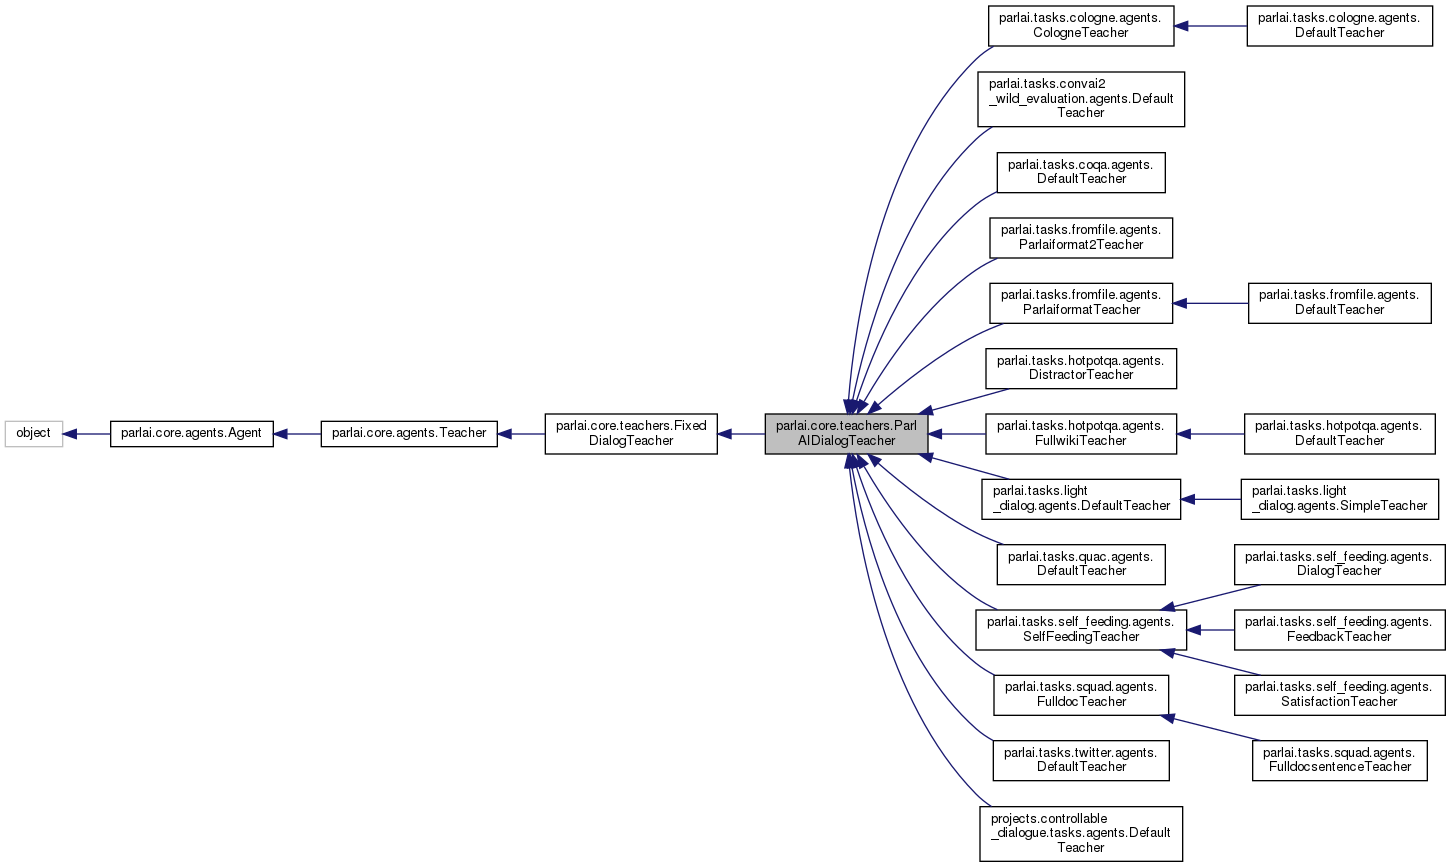 object
parlai.core.agents.Agent
parlai.core.agents.Teacher
parlai.core.teachers.Fixed
DialogTeacher
parlai.core.teachers.Parl
AIDialogTeacher
parlai.tasks.cologne.agents.
CologneTeacher
parlai.tasks.cologne.agents.
DefaultTeacher
parlai.tasks.convai2
_wild_evaluation.agents.Default
Teacher
parlai.tasks.coqa.agents.
DefaultTeacher
parlai.tasks.fromfile.agents.
Parlaiformat2Teacher
parlai.tasks.fromfile.agents.
ParlaiformatTeacher
parlai.tasks.fromfile.agents.
DefaultTeacher
parlai.tasks.hotpotqa.agents.
DistractorTeacher
parlai.tasks.hotpotqa.agents.
FullwikiTeacher
parlai.tasks.hotpotqa.agents.
DefaultTeacher
parlai.tasks.light
_dialog.agents.DefaultTeacher
parlai.tasks.light
_dialog.agents.SimpleTeacher
parlai.tasks.quac.agents.
DefaultTeacher
parlai.tasks.self_feeding.agents.
SelfFeedingTeacher
parlai.tasks.self_feeding.agents.
DialogTeacher
parlai.tasks.self_feeding.agents.
FeedbackTeacher
parlai.tasks.self_feeding.agents.
SatisfactionTeacher
parlai.tasks.squad.agents.
FulldocTeacher
parlai.tasks.squad.agents.
FulldocsentenceTeacher
parlai.tasks.twitter.agents.
DefaultTeacher
projects.controllable
_dialogue.tasks.agents.Default
Teacher